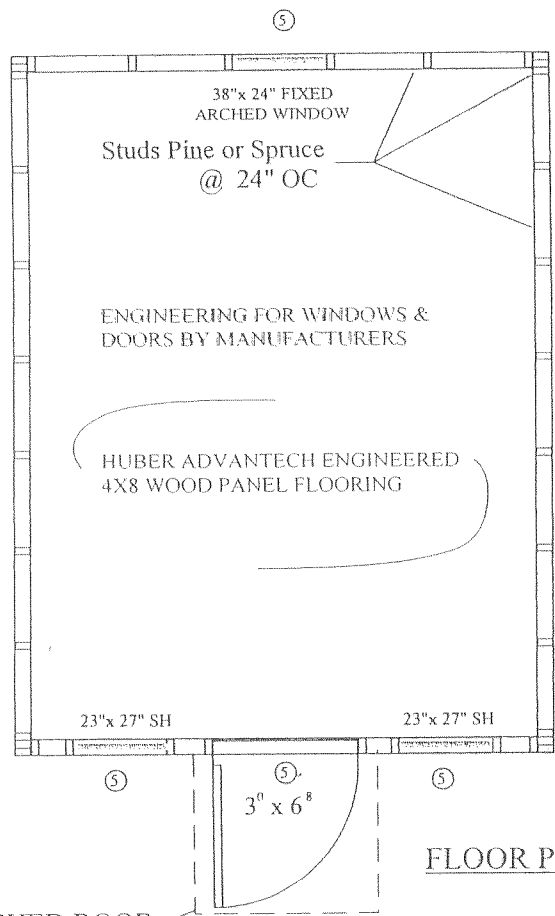 5
38"x 24" FIXED
ARCHED WINDOW
Studs Pine or Spruce
@ 24" OC
ENGINEERING FOR WINDOWS &
DOORS BY MANUFACTURERS
HUBER ADVANTECH ENGINEERED
4X8 WOOD PANEL FLOORING
23"x 27" SH
23"x 27" SH
5
5
5
3⁰ x 6⁸
FLOOR P
ROOF